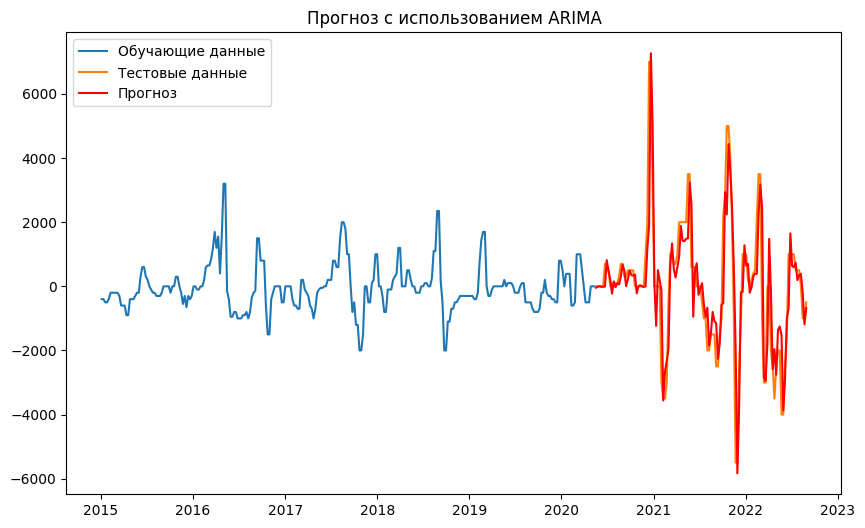 Прогноз с использованием ARIMA
Обучающие данные
Тестовые данные
Прогноз
6000
4000
2000
0
−2000
−4000
−6000
2015 2016 2017 2018 2019 2020 2021 2022 2023